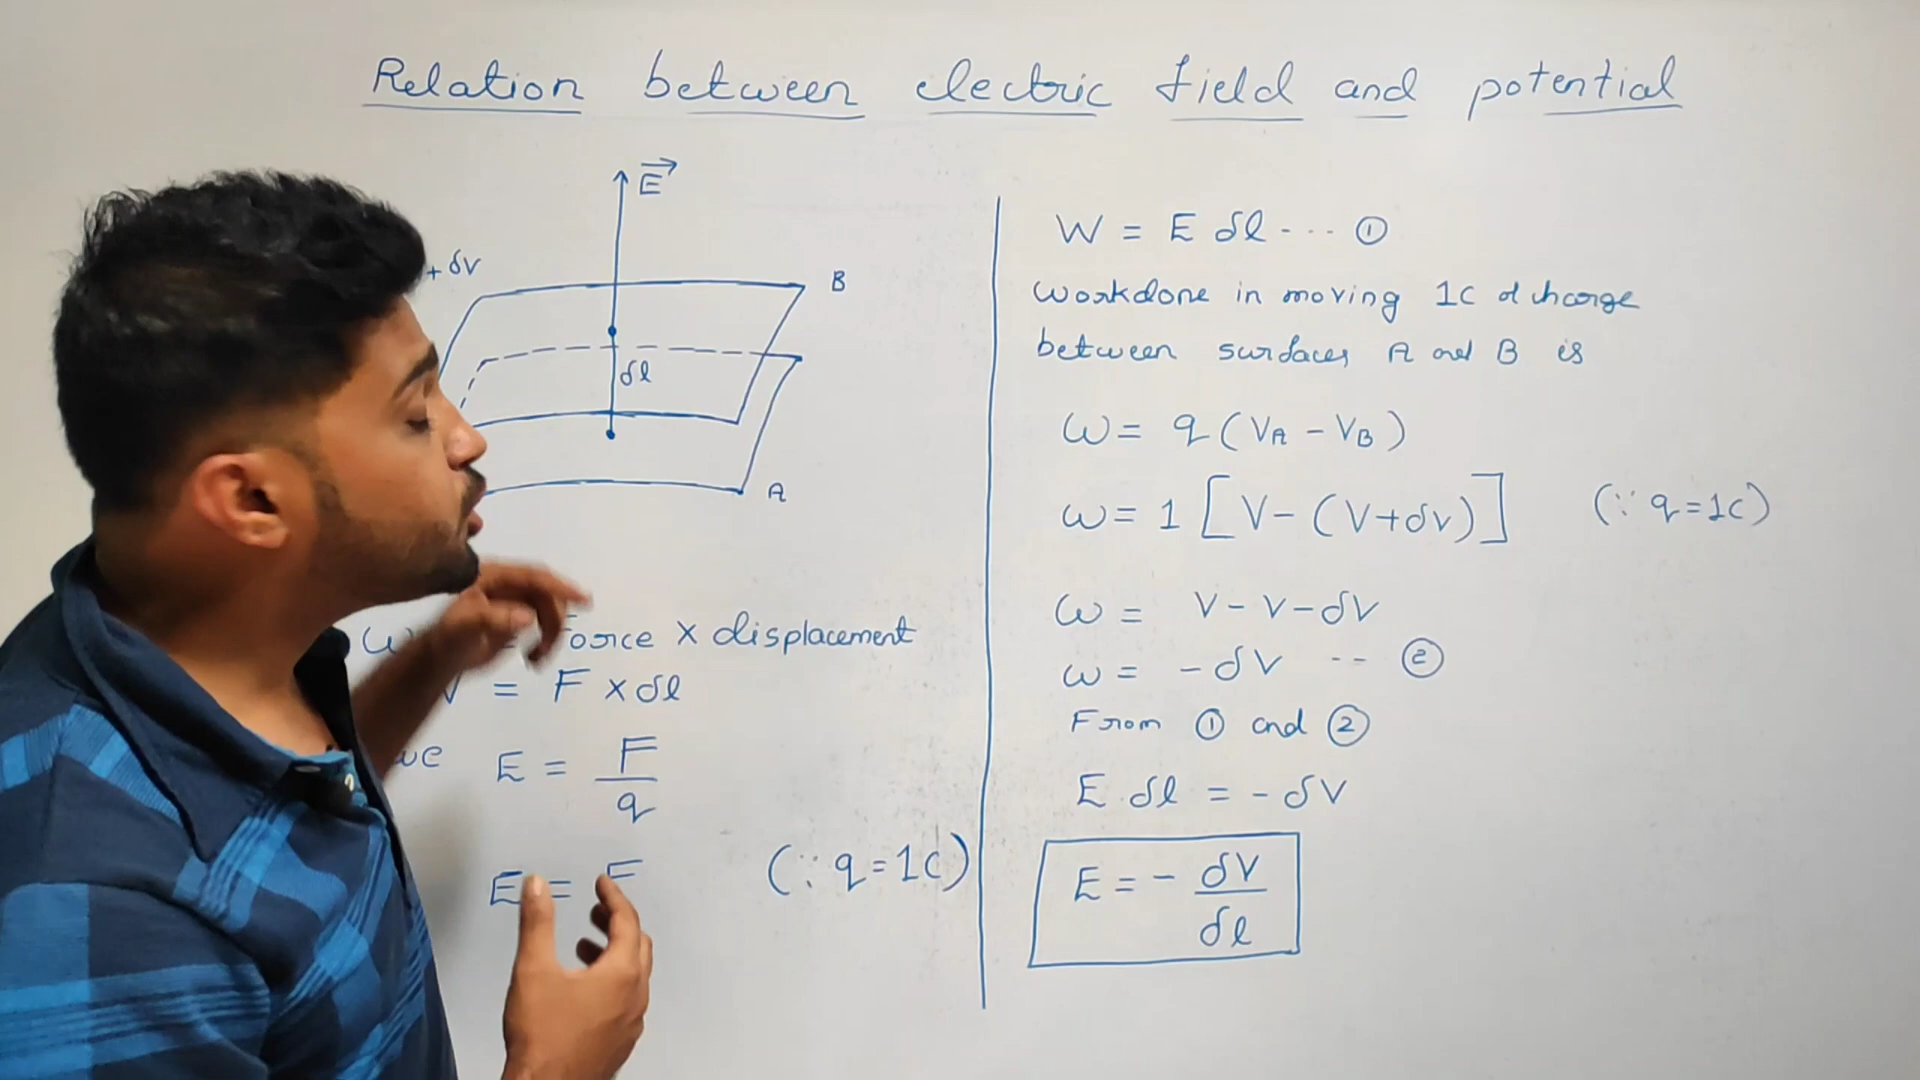 Relation between electric field and potential
E
+ δV
B
δl
A
Force × displacement
= F × δl
E = F/q
E = F (∵ q=1C)
W = E δl ---- ①
Workdone in moving 1C of charge
between surfaces A and B is
W = q (VA - VB)
W = 1 [V - (V+δV)] (∵ q=1C)
W = V - V - δV
W = - δV -- ②
From ① and ②
E δl = - δV
E = - δV/δl